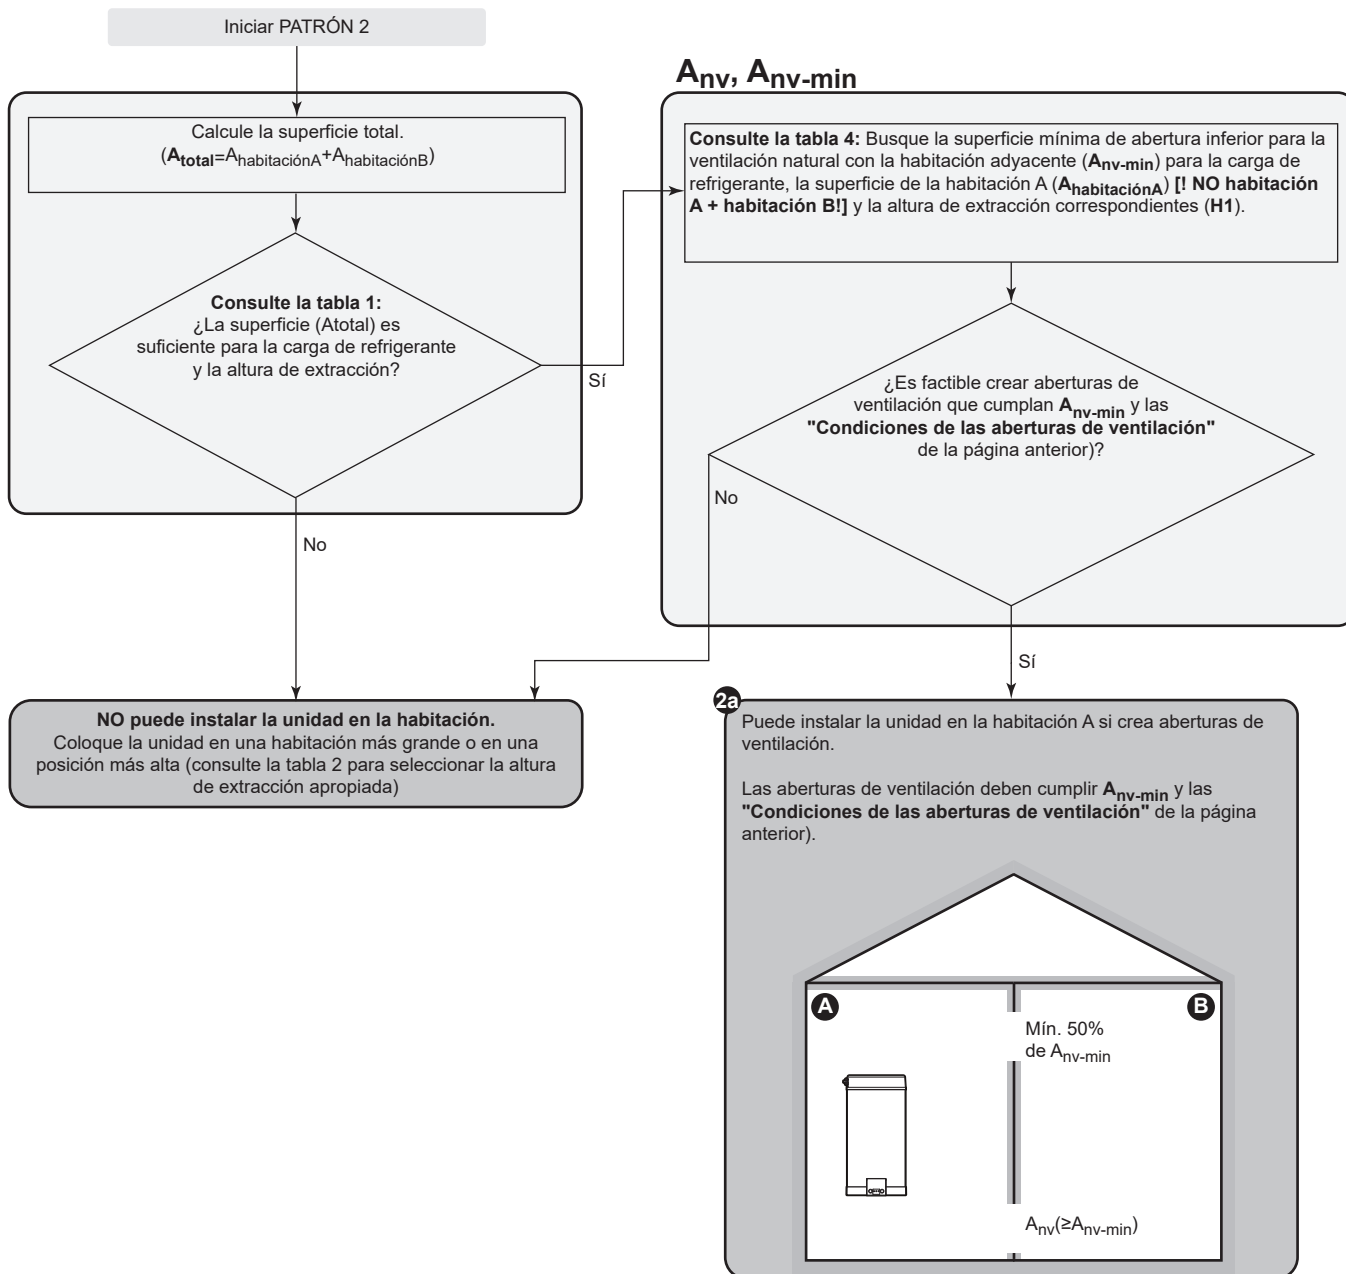 Iniciar PATRÓN 2
Calcule la superficie total.
(Atotal=AhabitaciónA+AhabitaciónB)
Consulte la tabla 1:
¿La superficie (Atotal) es
suficiente para la carga de refrigerante
y la altura de extracción?
Sí
No
Anv, Anv-min
Consulte la tabla 4: Busque la superficie mínima de abertura inferior para la
ventilación natural con la habitación adyacente (Anv-min) para la carga de
refrigerante, la superficie de la habitación A (AhabitaciónA) [! NO habitación
A + habitación B!] y la altura de extracción correspondientes (H1).
¿Es factible crear aberturas de
ventilación que cumplan Anv-min y las
"Condiciones de las aberturas de ventilación"
de la página anterior)?
No
Sí
NO puede instalar la unidad en la habitación.
Coloque la unidad en una habitación más grande o en una
posición más alta (consulte la tabla 2 para seleccionar la altura
de extracción apropiada)
2a
Puede instalar la unidad en la habitación A si crea aberturas de
ventilación.
Las aberturas de ventilación deben cumplir Anv-min y las
"Condiciones de las aberturas de ventilación" de la página
anterior).
A
B
Mín. 50%
de Anv-min
Anv(≥Anv-min)